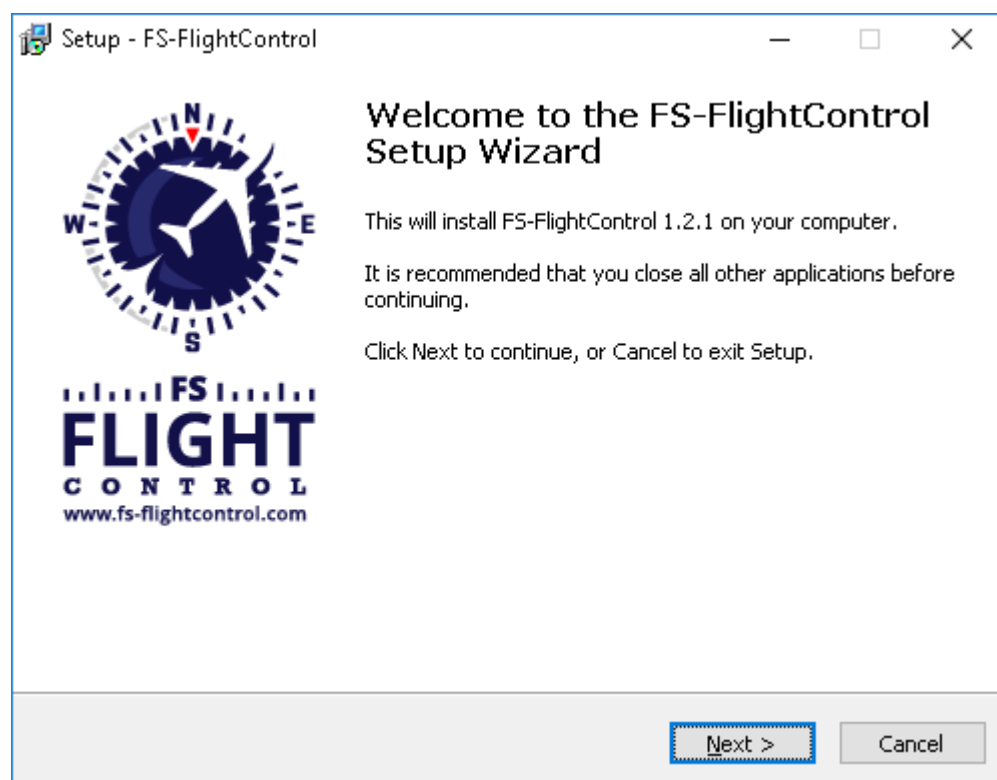 Setup - FS-FlightControl
N
W
E
S
FS
FLIGHT
CONTROL
www.fs-flightcontrol.com
Welcome to the FS-FlightControl
Setup Wizard
This will install FS-FlightControl 1.2.1 on your computer.
It is recommended that you close all other applications before
continuing.
Click Next to continue, or Cancel to exit Setup.
Next >
Cancel